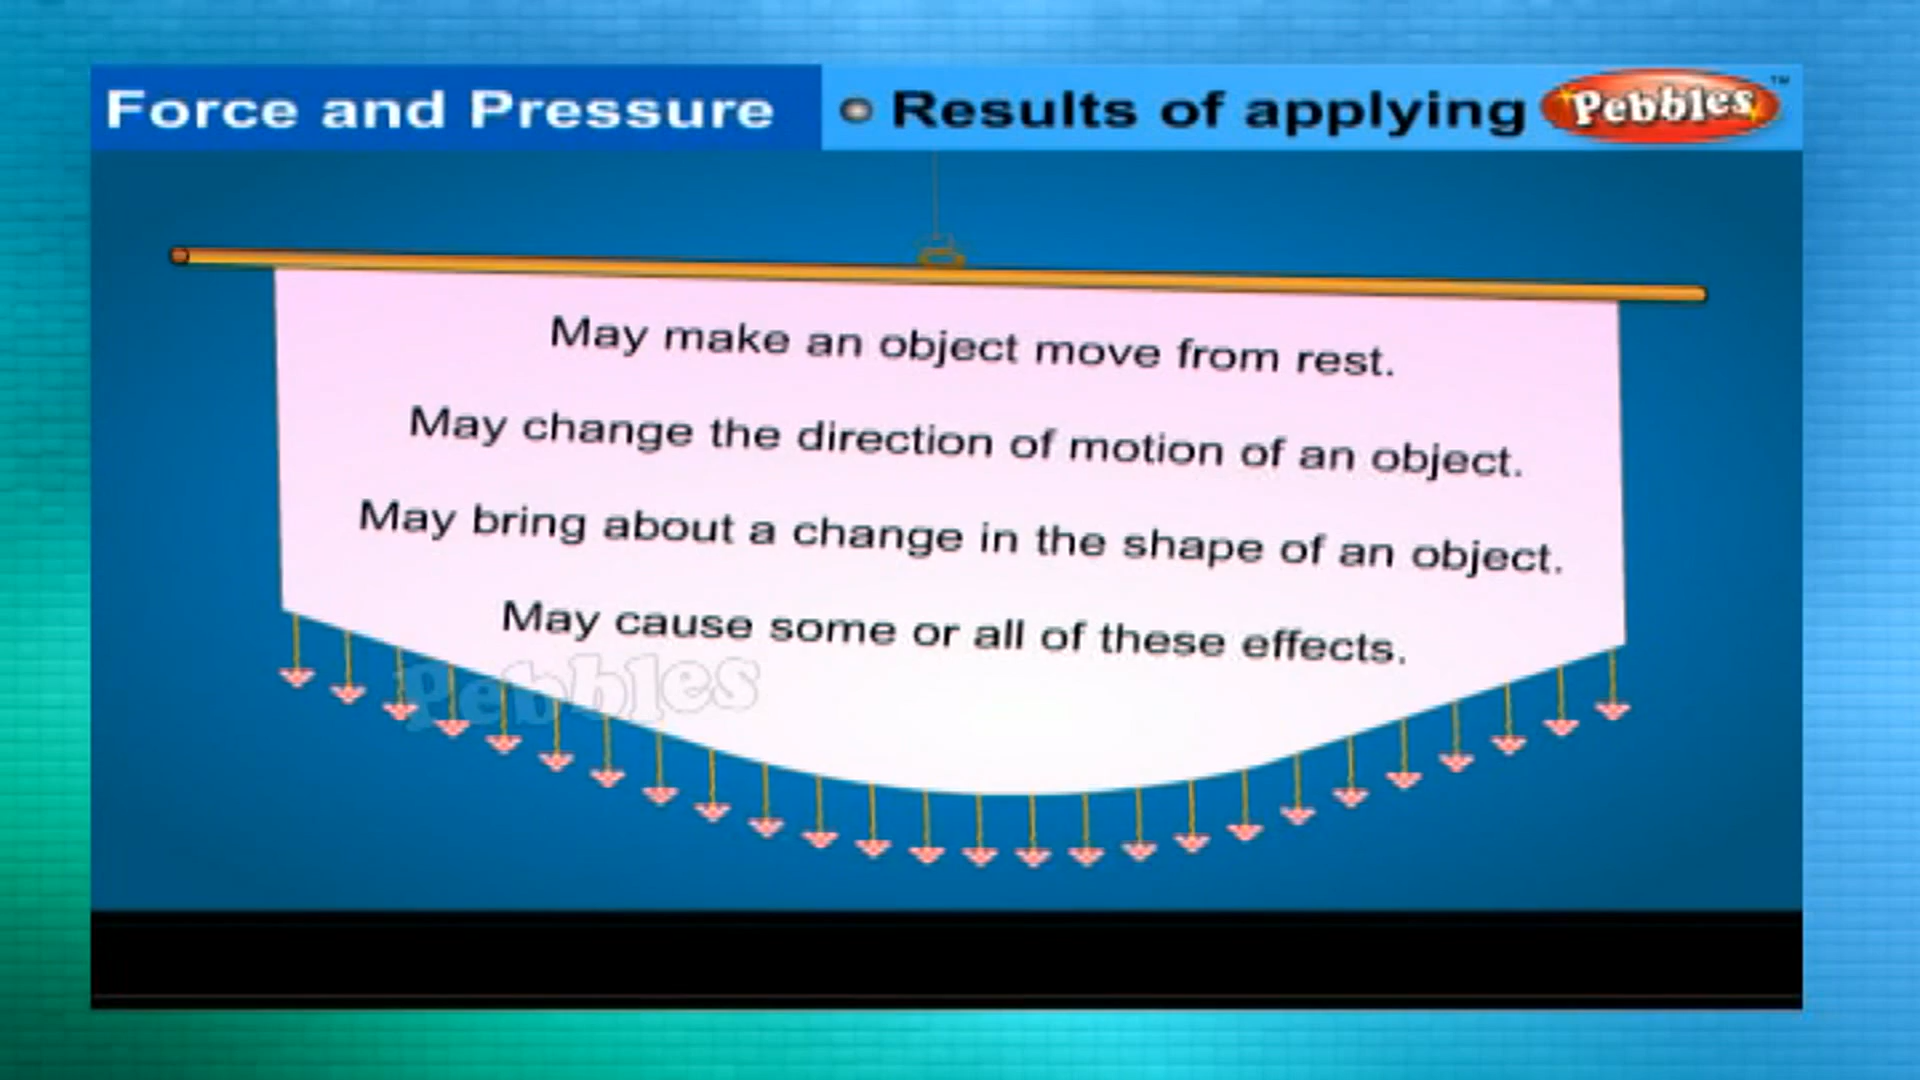 Force and Pressure
Results of applying
Pebbles
TM
May make an object move from rest.
May change the direction of motion of an object.
May bring about a change in the shape of an object.
May cause some or all of these effects.
Pebbles